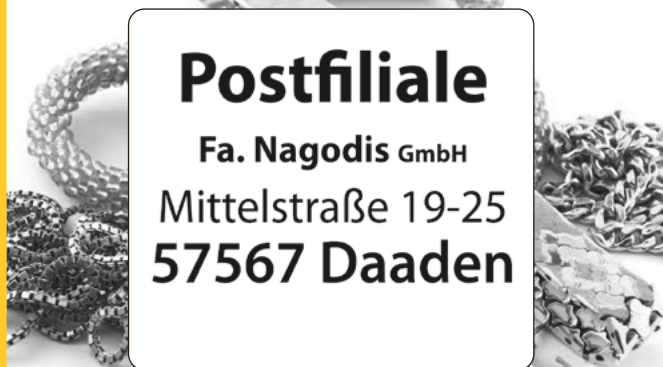 Postfiliale
Fa. Nagodis GmbH
Mittelstraße 19-25
57567 Daaden